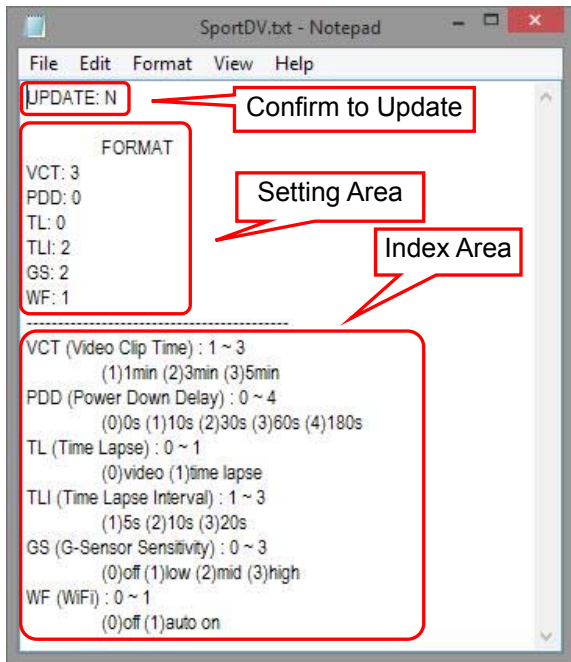 SportDV.txt - Notepad
File Edit Format View Help
UPDATE: N
Confirm to Update
FORMAT
VCT: 3
PDD: 0
TL: 0
TLI: 2
GS: 2
WF: 1
Setting Area
Index Area
-----------------------------------------
VCT (Video Clip Time) : 1 ~ 3
(1)1min (2)3min (3)5min
PDD (Power Down Delay) : 0 ~ 4
(0)0s (1)10s (2)30s (3)60s (4)180s
TL (Time Lapse) : 0 ~ 1
(0)video (1)time lapse
TLI (Time Lapse Interval) : 1 ~ 3
(1)5s (2)10s (3)20s
GS (G-Sensor Sensitivity) : 0 ~ 3
(0)off (1)low (2)mid (3)high
WF (WiFi) : 0 ~ 1
(0)off (1)auto on